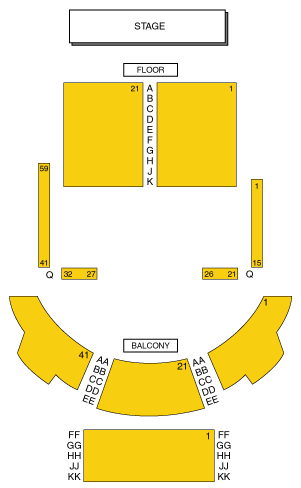 STAGE
FLOOR
21 A 1
B
C
D
E
F
G
H
J
K
59
1
41 15
Q 32 27 26 21 Q
1
BALCONY
41 AA 21 AA
BB BB
CC CC
DD DD
EE EE
FF 1 FF
GG GG
HH HH
JJ JJ
KK KK